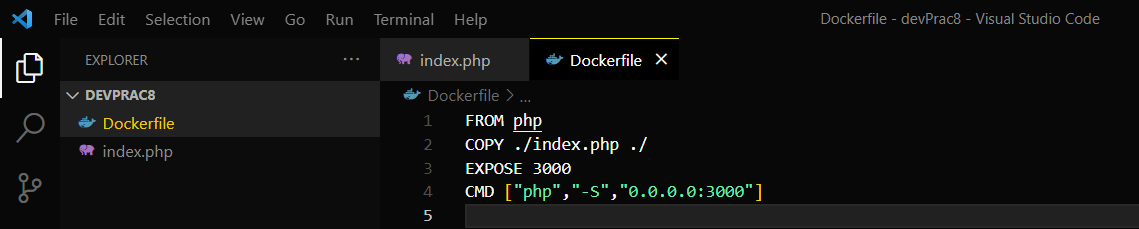 File Edit Selection View Go Run Terminal Help Dockerfile - devPrac8 - Visual Studio Code
EXPLORER ...
DEVPRAC8
Dockerfile
index.php
index.php Dockerfile
Dockerfile > ...
1 FROM php
2 COPY ./index.php ./
3 EXPOSE 3000
4 CMD ["php","-S","0.0.0.0:3000"]
5